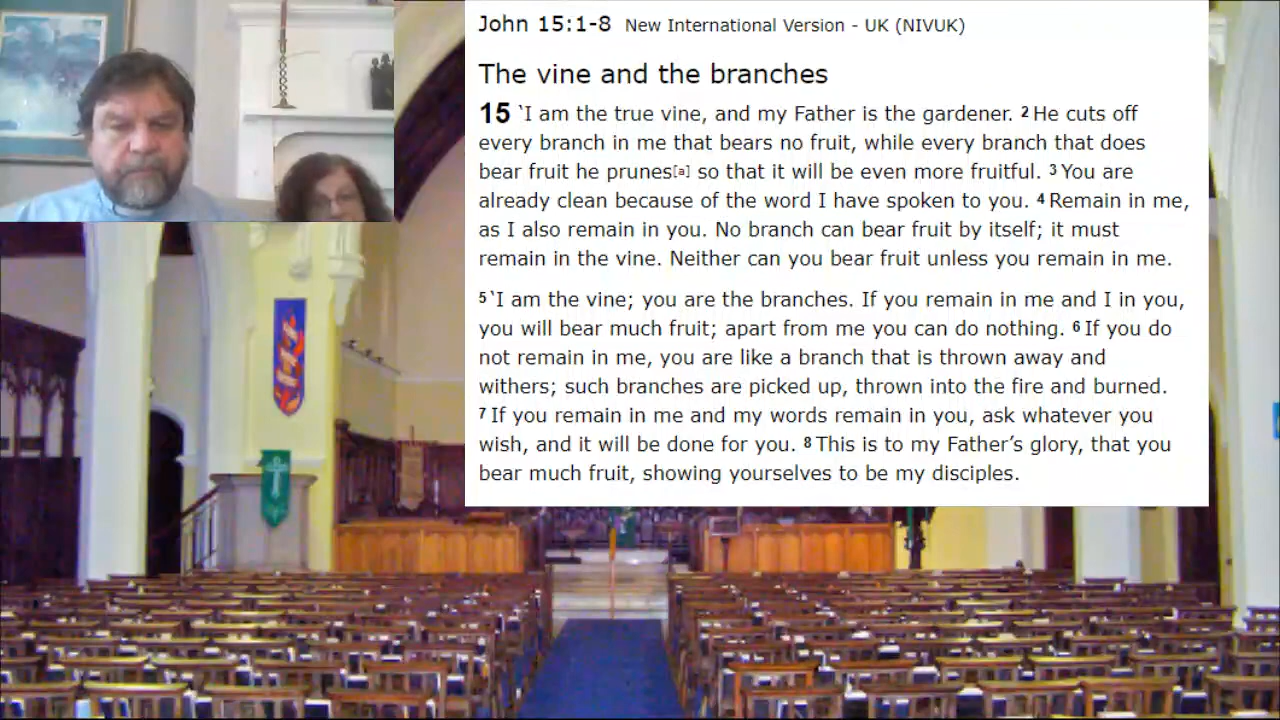 John 15:1-8 New International Version - UK (NIVUK)
The vine and the branches
15 ‘I am the true vine, and my Father is the gardener. 2 He cuts off
every branch in me that bears no fruit, while every branch that does
bear fruit he prunes[a] so that it will be even more fruitful. 3 You are
already clean because of the word I have spoken to you. 4 Remain in me,
as I also remain in you. No branch can bear fruit by itself; it must
remain in the vine. Neither can you bear fruit unless you remain in me.
5 ‘I am the vine; you are the branches. If you remain in me and I in you,
you will bear much fruit; apart from me you can do nothing. 6 If you do
not remain in me, you are like a branch that is thrown away and
withers; such branches are picked up, thrown into the fire and burned.
7 If you remain in me and my words remain in you, ask whatever you
wish, and it will be done for you. 8 This is to my Father’s glory, that you
bear much fruit, showing yourselves to be my disciples.